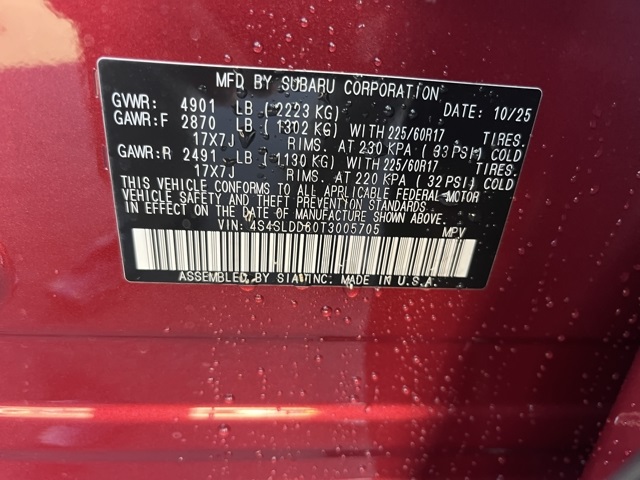 MFD BY SUBARU CORPORATION
GVWR: 4901 LB ( 2223 KG) DATE: 10/25
GAWR:F 2870 LB ( 1302 KG) WITH 225/60R17 TIRES.
17X7J RIMS. AT 230 KPA ( 33 PSI) COLD
GAWR:R 2491 LB ( 1130 KG) WITH 225/60R17 TIRES.
17X7J RIMS. AT 220 KPA ( 32 PSI) COLD
THIS VEHICLE CONFORMS TO ALL APPLICABLE FEDERAL MOTOR
VEHICLE SAFETY AND THEFT PREVENTION STANDARDS
IN EFFECT ON THE DATE OF MANUFACTURE SHOWN ABOVE.
VIN: 4S4SLDD60T3005705 MPV
ASSEMBLED BY SIA INC. MADE IN U.S.A.